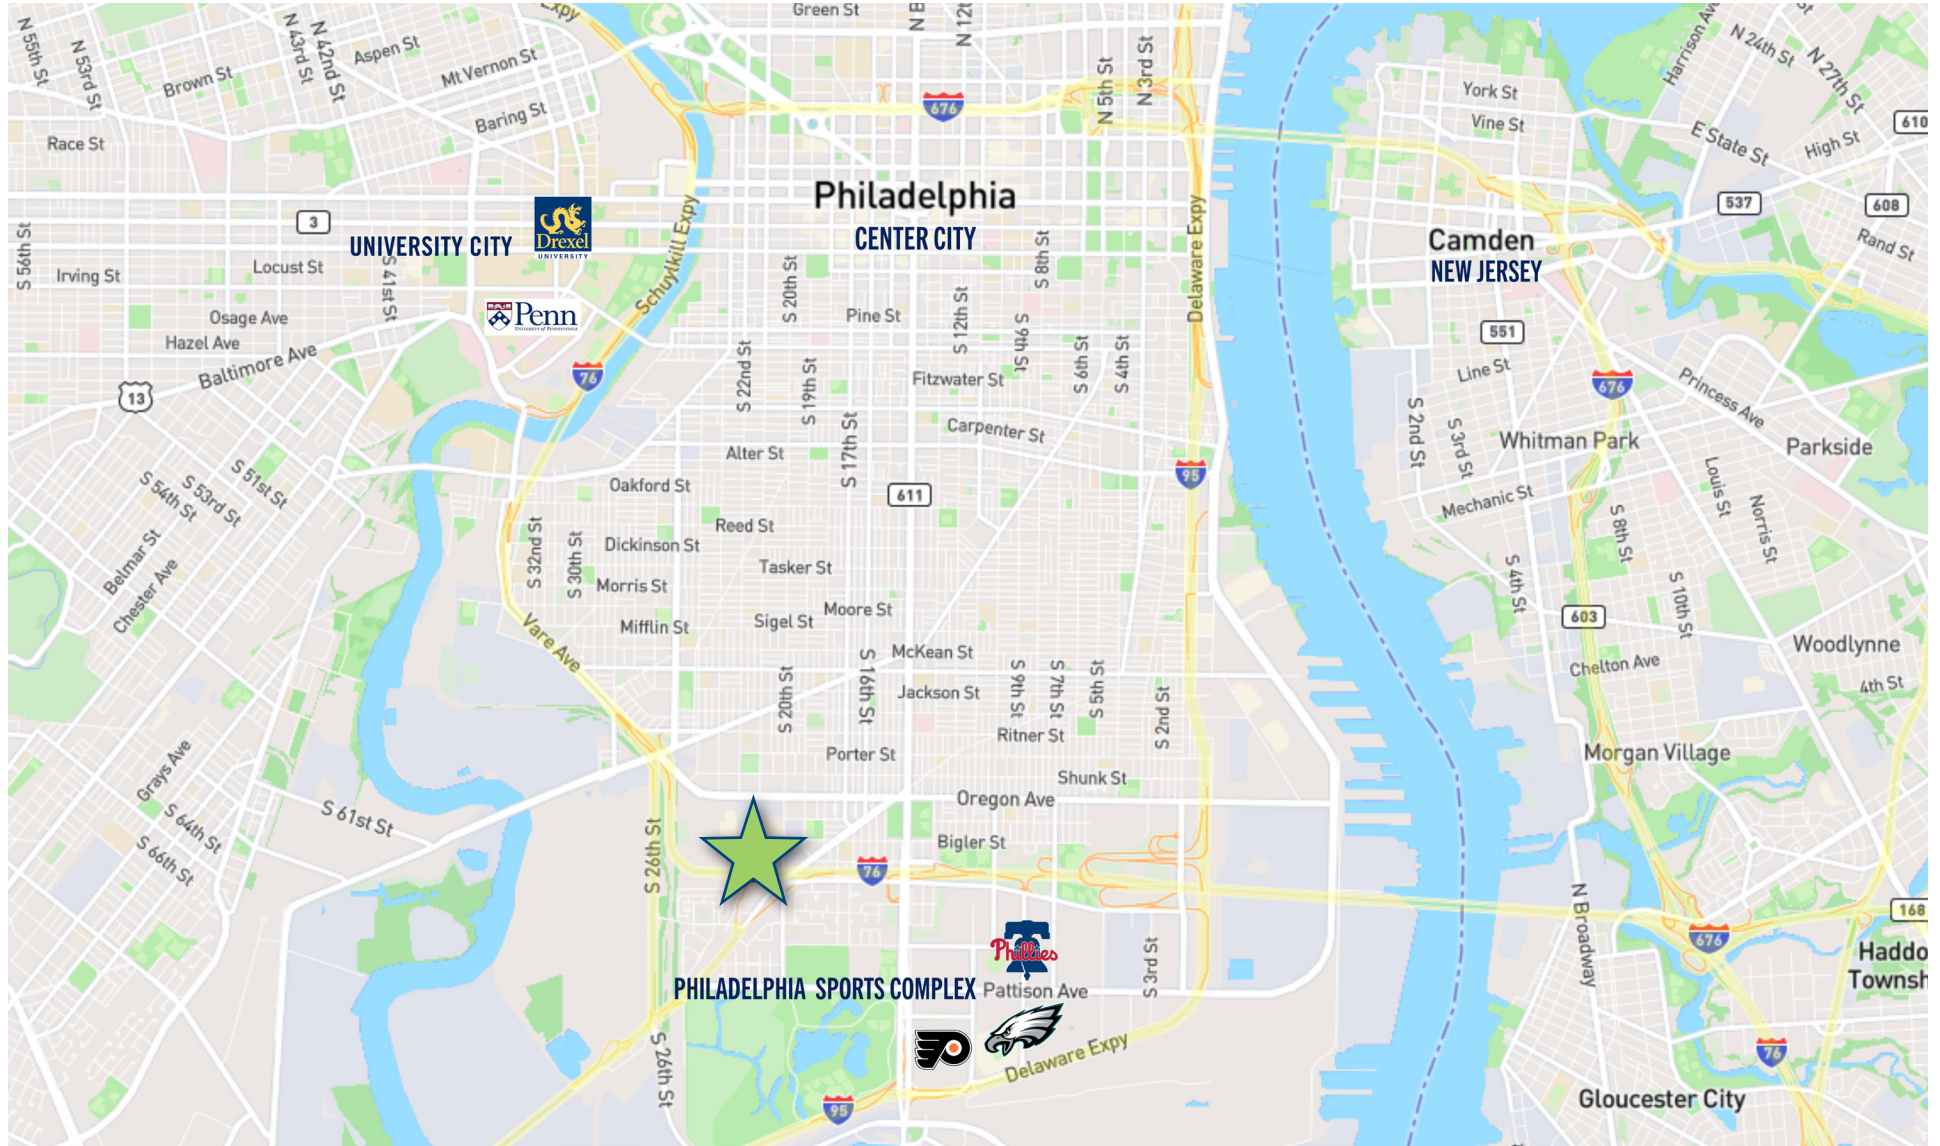 Expy
Green St
N B
N 12t
N 55th St
N 53rd St
N 43rd St
N 42nd St
Aspen St
Mt Vernon St
Brown St
Baring St
Race St
676
N 5th St
N 3rd St
York St
Vine St
Harrison Av
N 24th St
N 27th St
St
610
E State St
High St
Philadelphia
CENTER CITY
3
UNIVERSITY CITY
Drexel
UNIVERSITY
Schuylkill Expy
Delaware Expy
537
608
Rand St
Camden
NEW JERSEY
S 56th St
Irving St
Locust St
S 41st St
S 20th St
S 8th St
Osage Ave
Hazel Ave
Baltimore Ave
Penn
UNIVERSITY of PENNSYLVANIA
Pine St
S 12th St
S 9th St
S 6th St
S 4th St
551
Line St
676
Princess Ave
13
76
S 22nd St
S 19th St
Fitzwater St
S 17th St
Carpenter St
Alter St
S 2nd St
S 3rd St
Whitman Park
Parkside
S 51st St
S 53rd St
S 54th St
Oakford St
611
95
Louis St
Norris St
Mechanic St
S 8th St
Reed St
S 32nd St
S 30th St
Dickinson St
Belmar St
Chester Ave
Tasker St
Morris St
S 4th St
S 10th St
Moore St
603
Vare Ave
Mifflin St
Sigel St
McKean St
Woodlynne
Chelton Ave
4th St
S 20th St
S 16th St
Jackson St
S 9th St
S 7th St
S 5th St
S 2nd St
Ritner St
Porter St
Morgan Village
Grays Ave
Shunk St
Oregon Ave
S 61st St
S 64th St
S 66th St
S 26th St
Bigler St
76
N Broadway
168
676
Haddo
Townsh
Phillies
PHILADELPHIA SPORTS COMPLEX
Pattison Ave
S 3rd St
S 26th St
Delaware Expy
76
95
Gloucester City